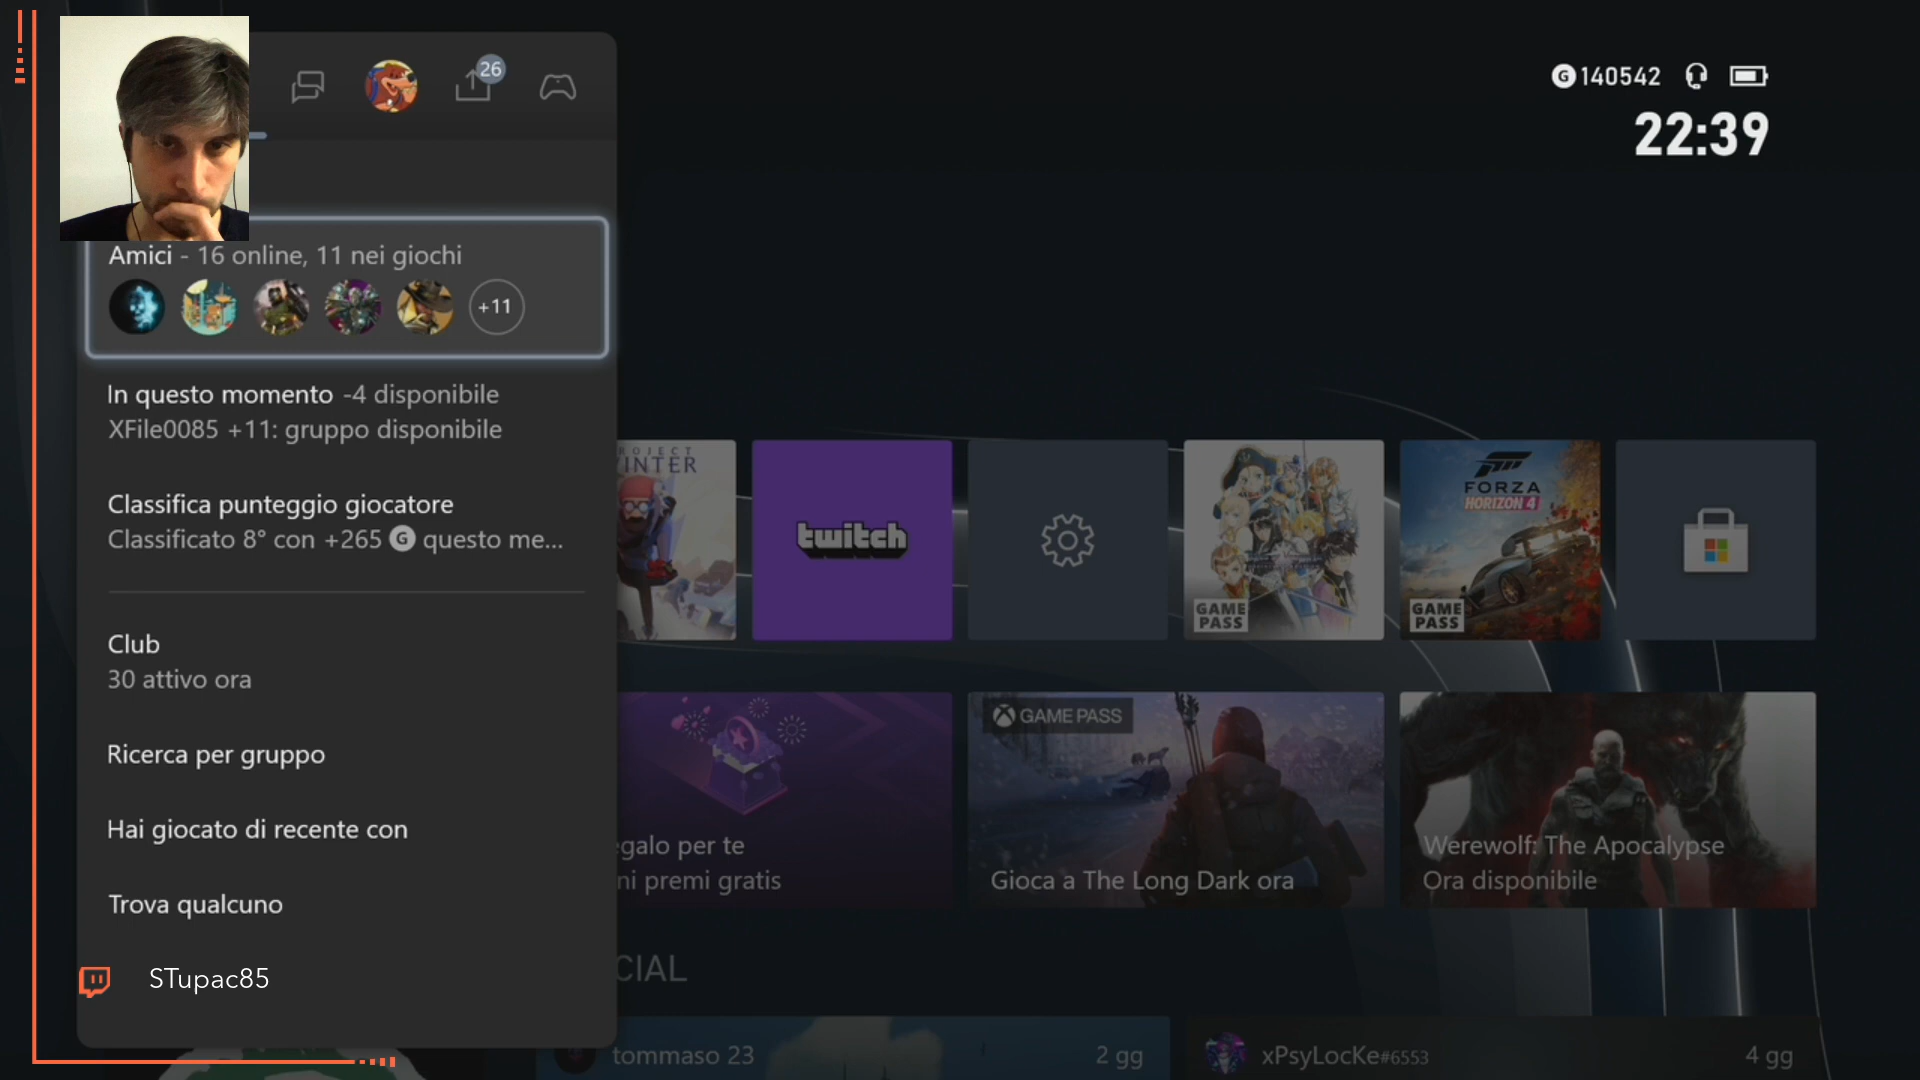 26
G 140542
22:39
Amici - 16 online, 11 nei giochi
+11
In questo momento -4 disponibile
XFile0085 +11: gruppo disponibile
Classifica punteggio giocatore
Classificato 8° con +265 G questo me...
Club
30 attivo ora
Ricerca per gruppo
Hai giocato di recente con
Trova qualcuno
STupac85
INTER
twitch
GAME PASS
FORZA
HORIZON 4
GAME PASS
egalo per te
ni premi gratis
GAME PASS
Gioca a The Long Dark ora
Werewolf: The Apocalypse
Ora disponibile
CIAL
tommaso 23
2 gg
xPsyLocKe#6553
4 gg